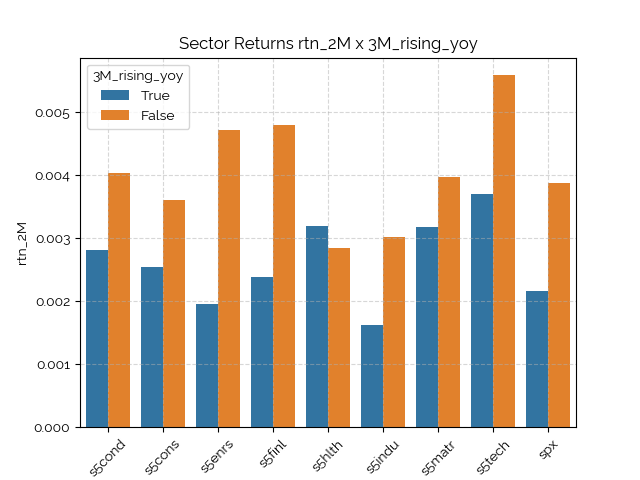 Sector Returns rtn_2M x 3M_rising_yoy
3M_rising_yoy
True
False
rtn_2M
0.005
0.004
0.003
0.002
0.001
0.000
s5cond
s5cons
s5enrs
s5finl
s5hlth
s5indu
s5matr
s5tech
spx